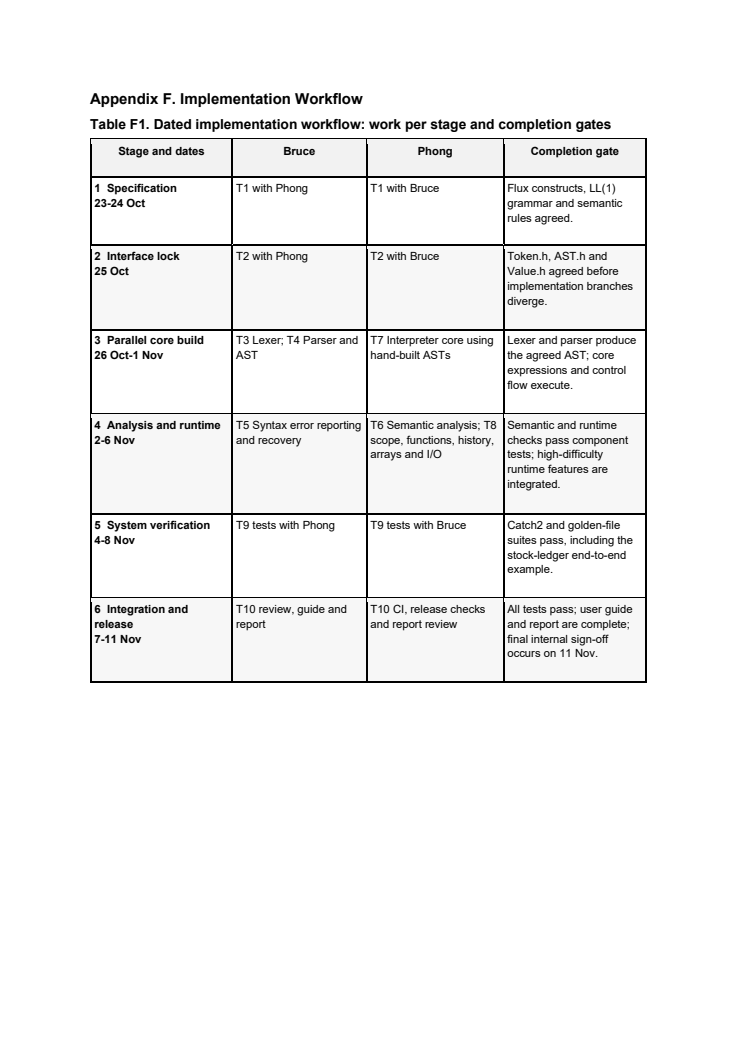 Appendix F. Implementation Workflow
Table F1. Dated implementation workflow: work per stage and completion gates
Stage and dates
Bruce
Phong
Completion gate
1 Specification
23-24 Oct
T1 with Phong
T1 with Bruce
Flux constructs, LL(1)
grammar and semantic
rules agreed.
2 Interface lock
25 Oct
T2 with Phong
T2 with Bruce
Token.h, AST.h and
Value.h agreed before
implementation branches
diverge.
3 Parallel core build
26 Oct-1 Nov
T3 Lexer; T4 Parser and
AST
T7 Interpreter core using
hand-built ASTs
Lexer and parser produce
the agreed AST; core
expressions and control
flow execute.
4 Analysis and runtime
2-6 Nov
T5 Syntax error reporting
and recovery
T6 Semantic analysis; T8
scope, functions, history,
arrays and I/O
Semantic and runtime
checks pass component
tests; high-difficulty
runtime features are
integrated.
5 System verification
4-8 Nov
T9 tests with Phong
T9 tests with Bruce
Catch2 and golden-file
suites pass, including the
stock-ledger end-to-end
example.
6 Integration and
release
7-11 Nov
T10 review, guide and
report
T10 CI, release checks
and report review
All tests pass; user guide
and report are complete;
final internal sign-off
occurs on 11 Nov.